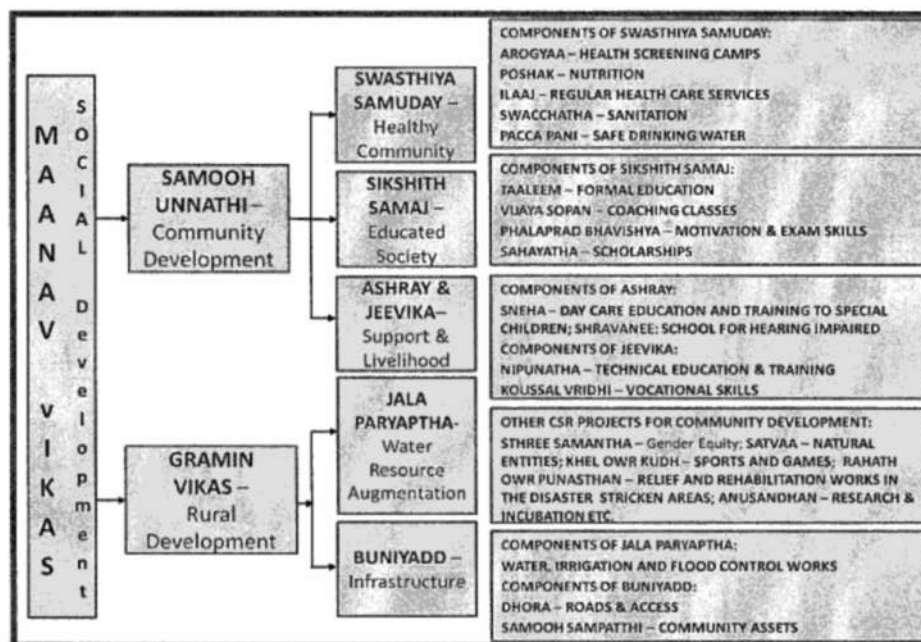 MAANAV VIKAS
SOCIAL Development
SAMOOH
UNNATHI –
Community
Development
GRAMIN
VIKAS –
Rural
Development
SWASTHIYA
SAMUDAY –
Healthy
Community
SIKSHITH
SAMAJ –
Educated
Society
ASHRAY &
JEEVIKA–
Support &
Livelihood
JALA
PARYAPTHA-
Water
Resource
Augmentation
BUNIYADD –
Infrastructure
COMPONENTS OF SWASTHIYA SAMUDAY:
AROGYAA – HEALTH SCREENING CAMPS
POSHAK – NUTRITION
ILAAJ – REGULAR HEALTH CARE SERVICES
SWACCHATHA – SANITATION
PACCA PANI – SAFE DRINKING WATER
COMPONENTS OF SIKSHITH SAMAJ:
TAALEEM – FORMAL EDUCATION
VIJAYA SOPAN – COACHING CLASSES
PHALAPRAD BHAVISHYA – MOTIVATION & EXAM SKILLS
SAHAYATHA – SCHOLARSHIPS
COMPONENTS OF ASHRAY:
SNEHA – DAY CARE EDUCATION AND TRAINING TO SPECIAL
CHILDREN; SHRAVANEE: SCHOOL FOR HEARING IMPAIRED
COMPONENTS OF JEEVIKA:
NIPUNATHA – TECHNICAL EDUCATION & TRAINING
KOUSSAL VRIDHI – VOCATIONAL SKILLS
OTHER CSR PROJECTS FOR COMMUNITY DEVELOPMENT:
STHREE SAMANTHA – Gender Equity; SATVAA – NATURAL
ENTITIES; KHEL OWR KUDH – SPORTS AND GAMES; RAHATH
OWR PUNASTHAN – RELIEF AND REHABILITATION WORKS IN
THE DISASTER STRICKEN AREAS; ANUSANDHAN – RESEARCH &
INCUBATION ETC.
COMPONENTS OF JALA PARYAPTHA:
WATER, IRRIGATION AND FLOOD CONTROL WORKS
COMPONENTS OF BUNIYADD:
DHORA – ROADS & ACCESS
SAMOOH SAMPATTHI – COMMUNITY ASSETS